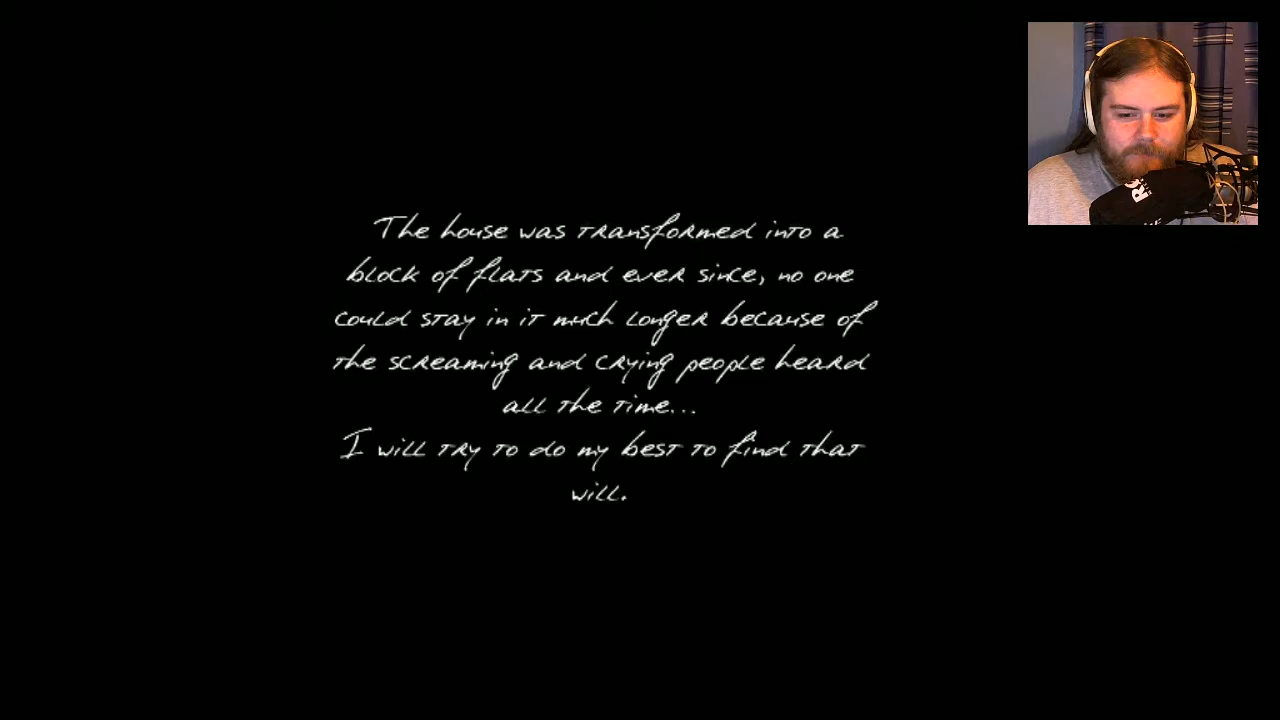 The house was transformed into a
block of flats and ever since, no one
could stay in it much longer because of
the screaming and crying people heard
all the time...
I will try to do my best to find that
will.